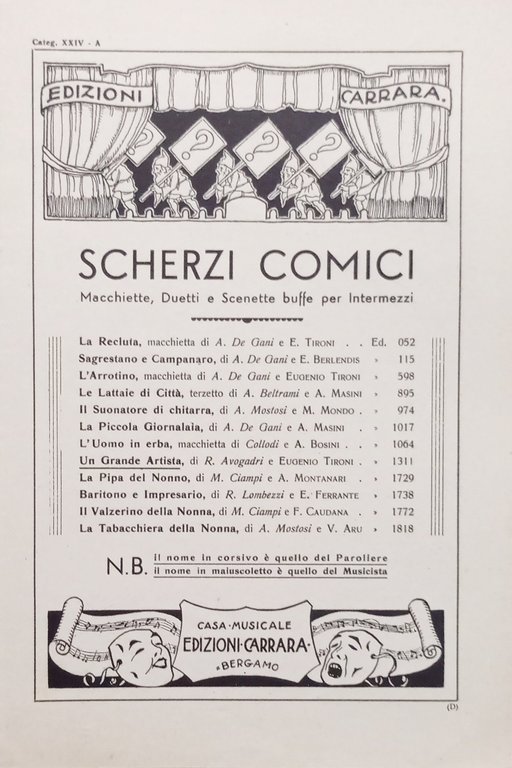 Categ. XXIV - A
EDIZIONI CARRARA.
? ? ? ?
SCHERZI COMICI
Macchiette, Duetti e Scenette buffe per Intermezzi
La Recluta, macchietta di A. De Gani e E. TIRONI . . Ed. 052
Sagrestano e Campanaro, di A. De Gani e E. BERLENDIS » 115
L'Arrotino, macchietta di A. De Gani e EUGENIO TIRONI » 598
Le Lattaie di Città, terzetto di A. Beltrami e A. MASINI » 895
Il Suonatore di chitarra, di A. Mostosi e M. MONDO . » 974
La Piccola Giornalaia, di A. De Gani e A. MASINI . » 1017
L'Uomo in erba, macchietta di Collodi e A. BOSINI . . » 1064
Un Grande Artista, di R. Avogadri e EUGENIO TIRONI . » 1311
La Pipa del Nonno, di M. Ciampi e A. MONTANARI . » 1729
Baritono e Impresario, di R. Lombezzi e E. FERRANTE » 1738
Il Valzerino della Nonna, di M. Ciampi e F. CAUDANA . » 1772
La Tabacchiera della Nonna, di A. Mostosi e V. ARU » 1818
N.B. Il nome in corsivo è quello del Paroliere
il nome in maiuscoletto è quello del Musicista
CASA·MUSICALE
EDIZIONI·CARRARA·
·BERGAMO
(D)